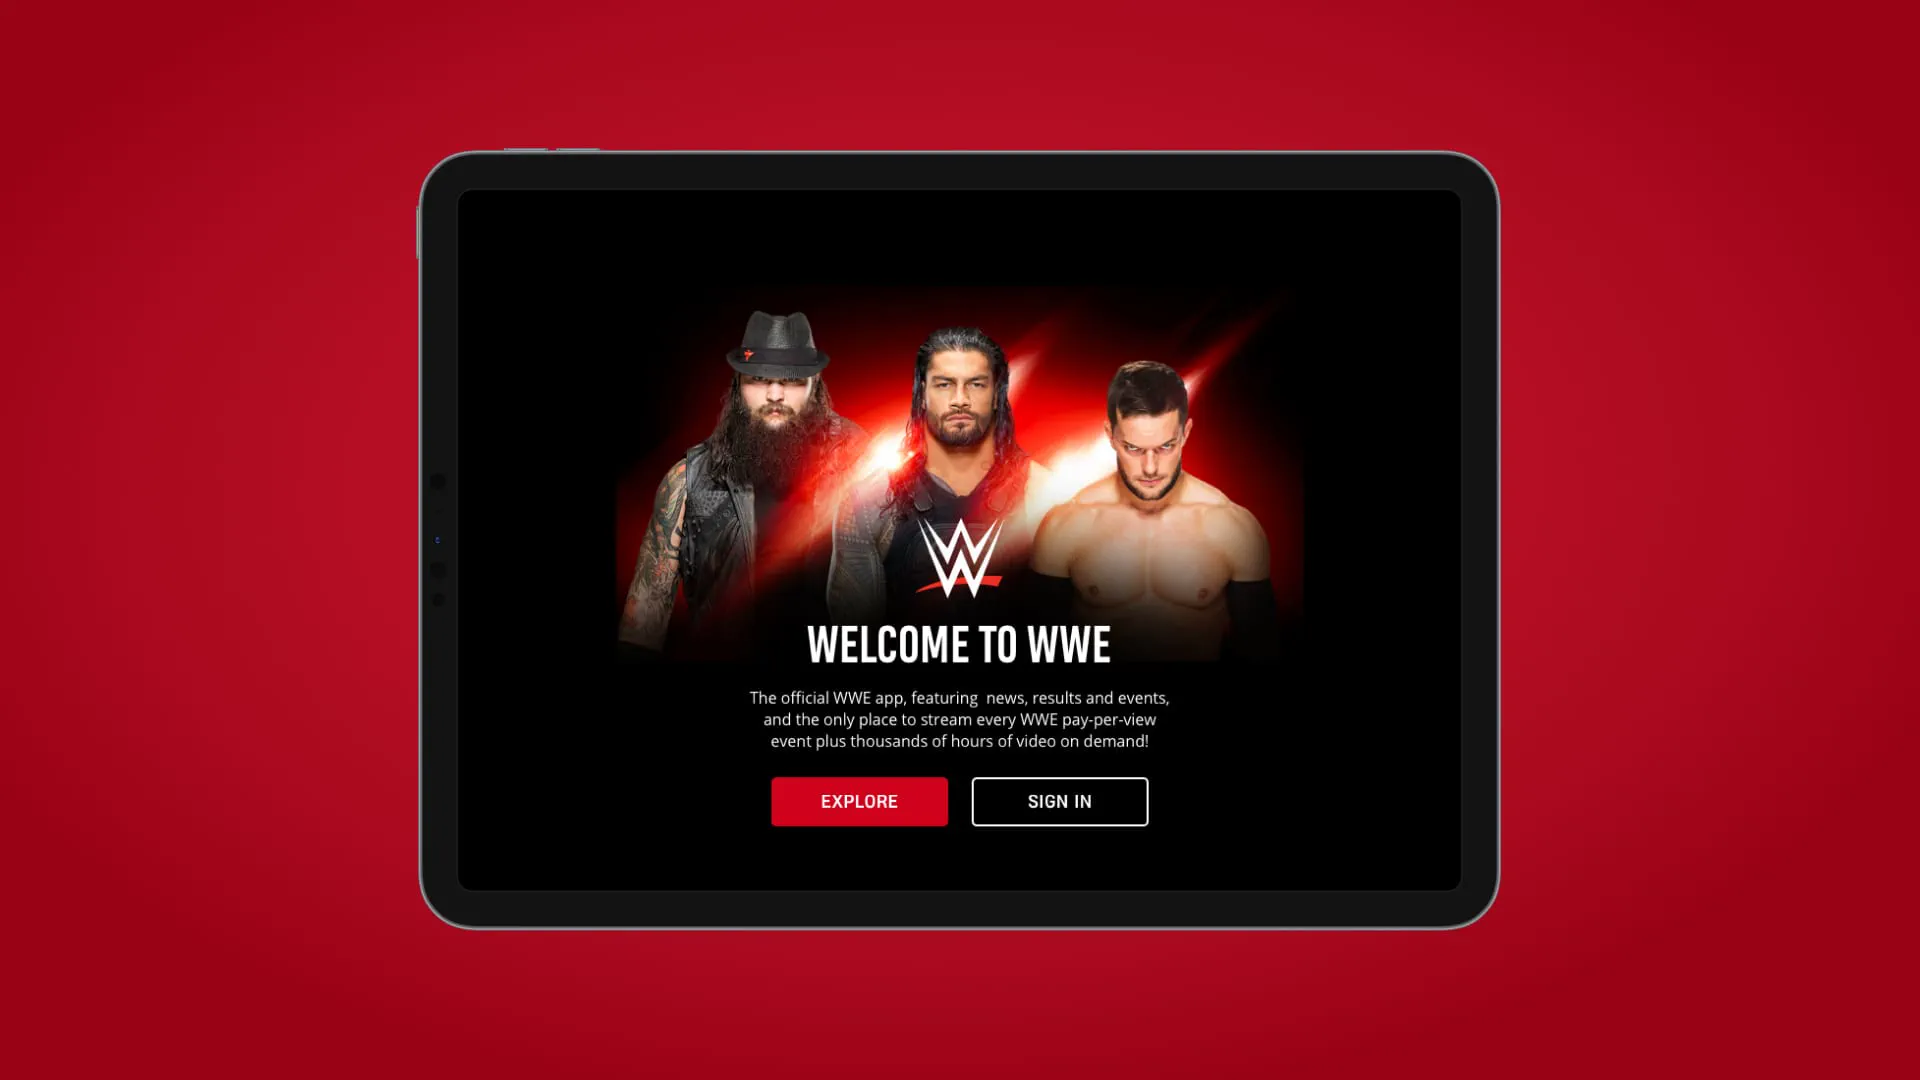 WELCOME TO WWE
The official WWE app, featuring  news, results and events,
and the only place to stream every WWE pay-per-view
event plus thousands of hours of video on demand!
EXPLORE
SIGN IN